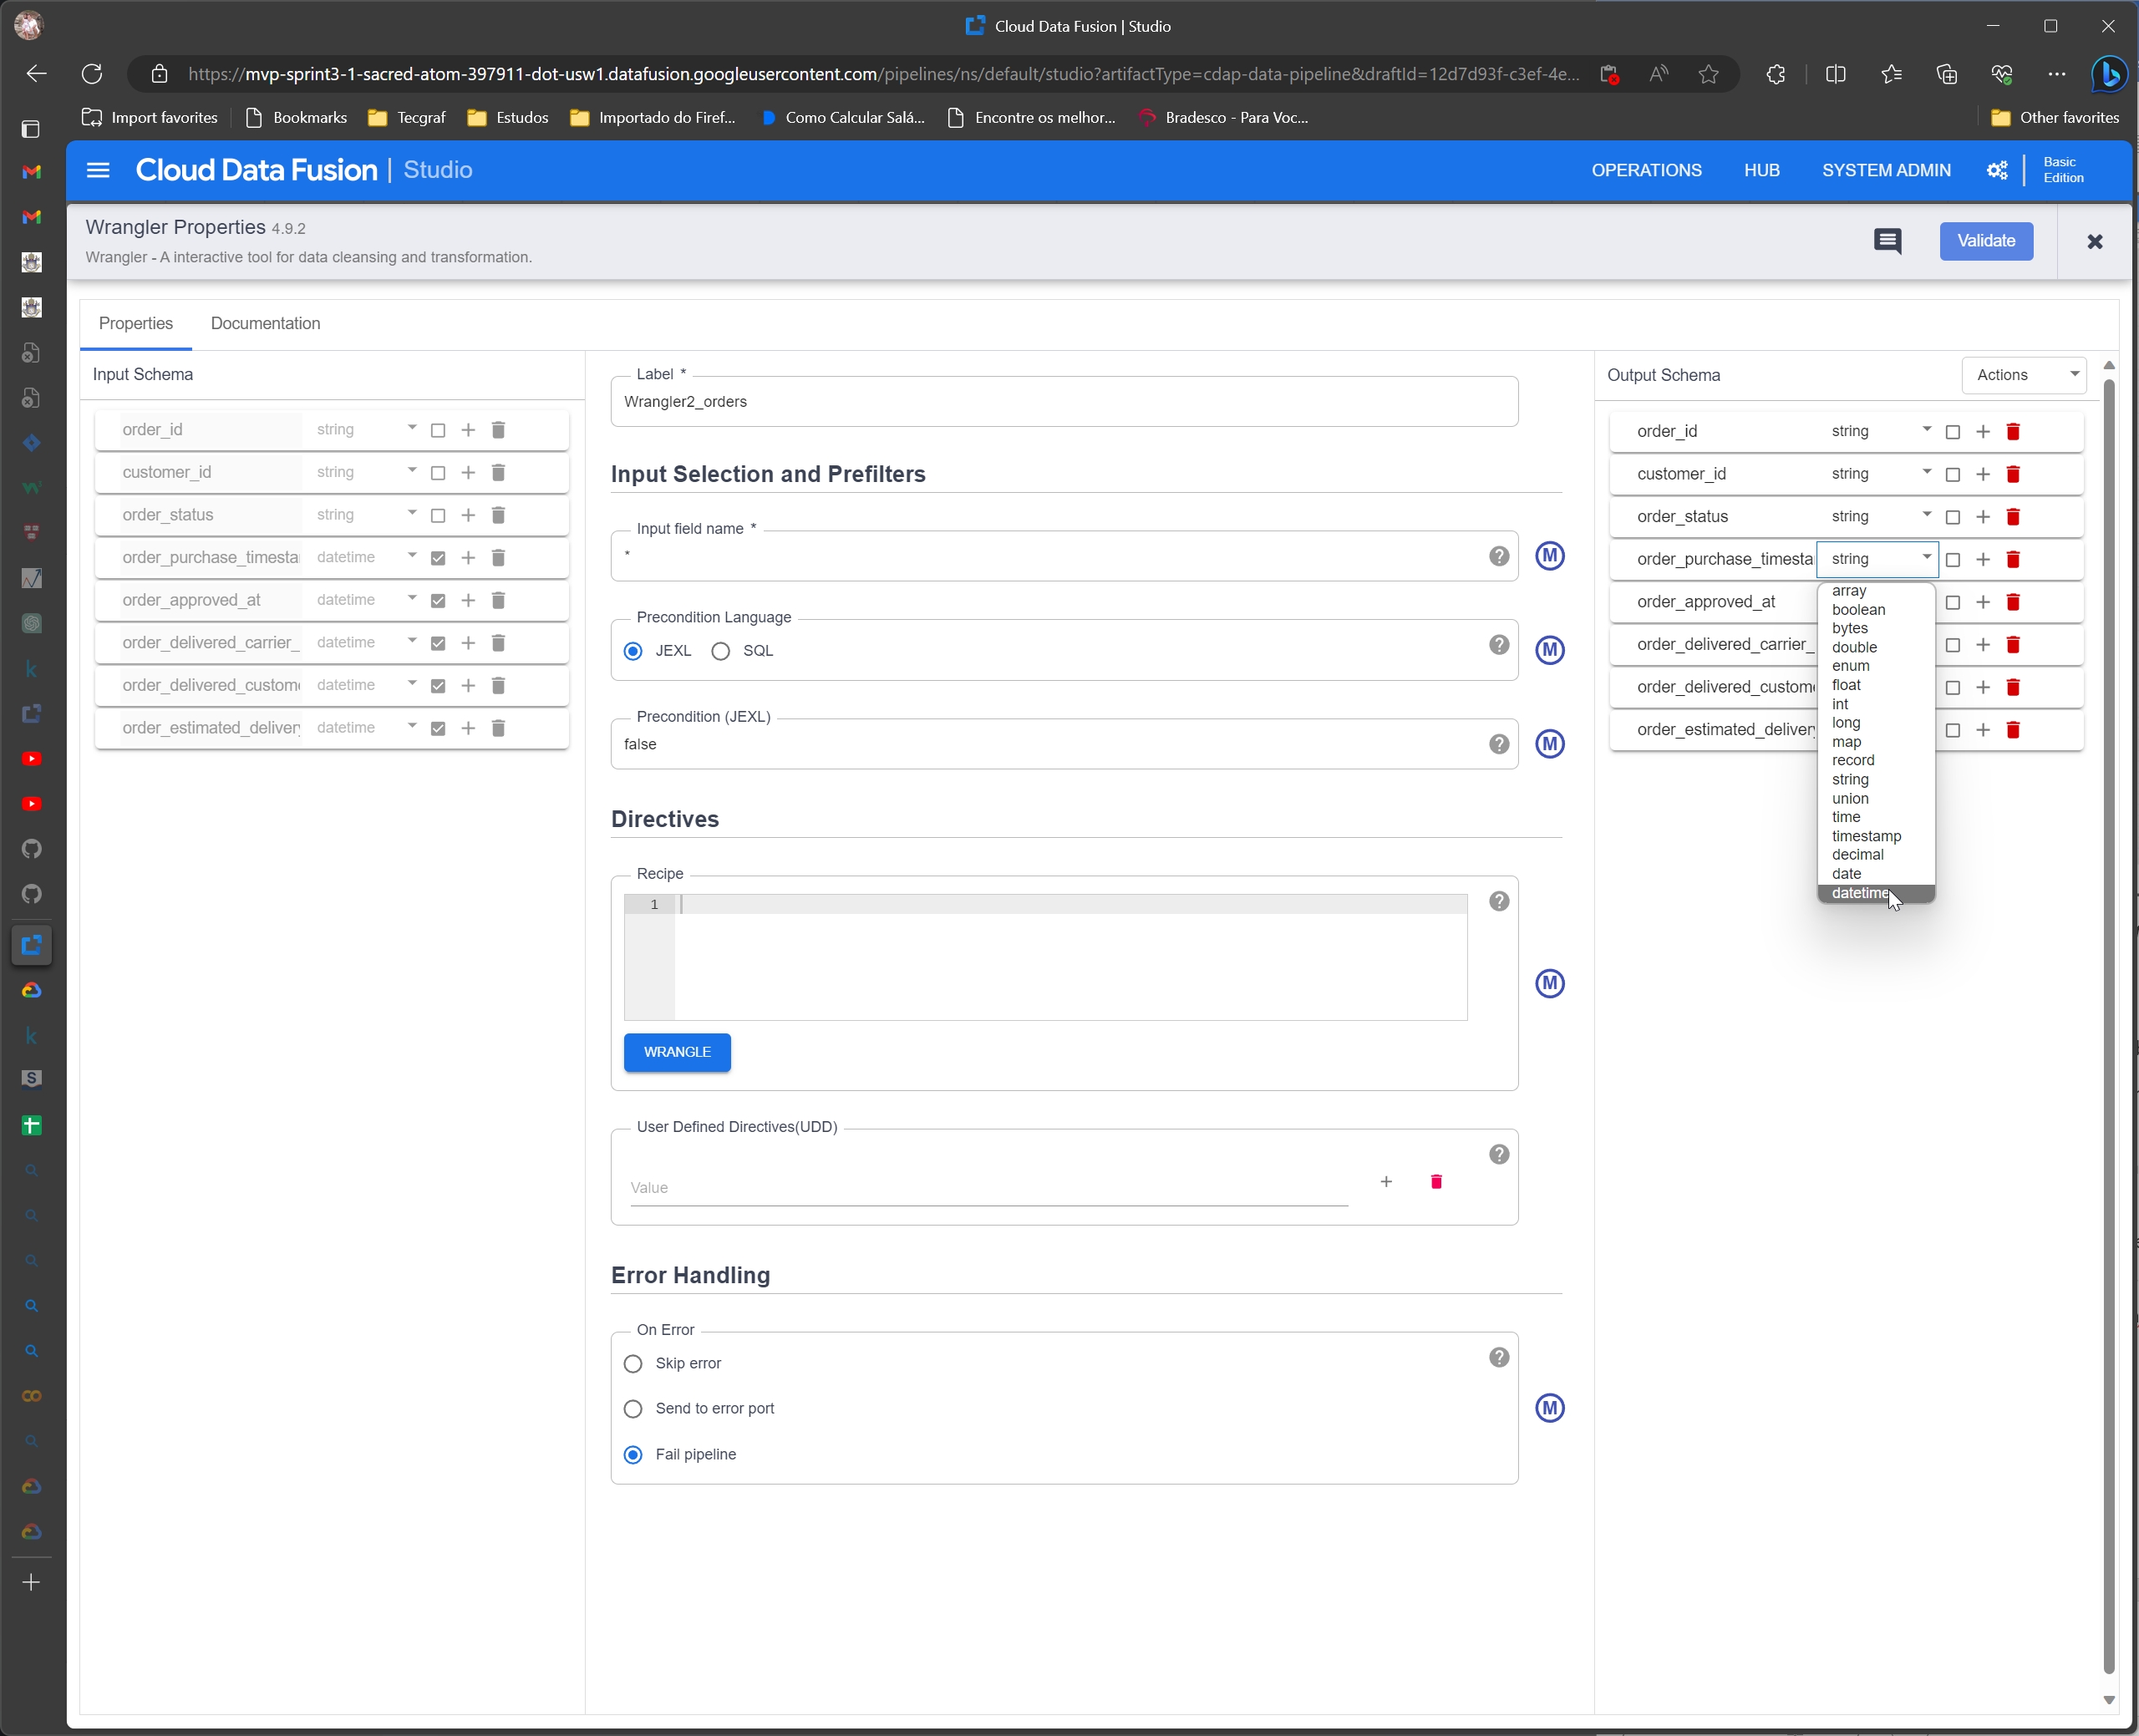 Cloud Data Fusion | Studio
https://mvp-sprint3-1-sacred-atom-397911-dot-usw1.datafusion.googleusercontent.com/pipelines/ns/default/studio?artifactType=cdap-data-pipeline&draftId=12d7d93f-c3ef-4e...
Import favorites
Bookmarks
Tecgraf
Estudos
Importado do Firef...
Como Calcular Salá...
Encontre os melhor...
Bradesco - Para Voc...
Other favorites
Cloud Data Fusion | Studio
OPERATIONS
HUB
SYSTEM ADMIN
Basic
Edition
Wrangler Properties 4.9.2
Wrangler - A interactive tool for data cleansing and transformation.
Validate
Properties
Documentation
Input Schema
order_id string
customer_id string
order_status string
order_purchase_timesta datetime
order_approved_at datetime
order_delivered_carrier_ datetime
order_delivered_custom datetime
order_estimated_deliver datetime
Label *
Wrangler2_orders
Input Selection and Prefilters
Input field name *
*
Precondition Language
JEXL
SQL
Precondition (JEXL)
false
Directives
Recipe
1
WRANGLE
User Defined Directives(UDD)
Value
Error Handling
On Error
Skip error
Send to error port
Fail pipeline
M
M
M
M
M
Output Schema
Actions
order_id string
customer_id string
order_status string
order_purchase_timesta string
order_approved_at
order_delivered_carrier_
order_delivered_custom
order_estimated_deliver
array
boolean
bytes
double
enum
float
int
long
map
record
string
union
time
timestamp
decimal
date
datetime